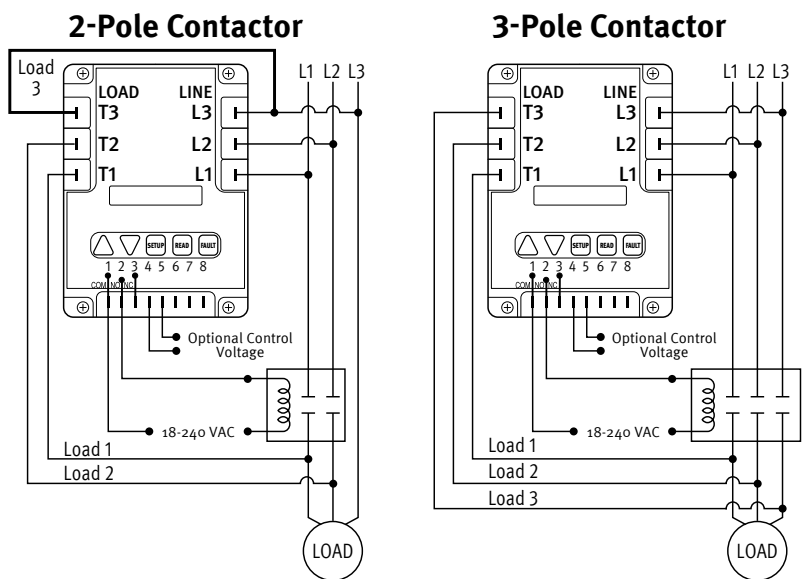 2-Pole Contactor
Load
3
L1 L2 L3
LOAD LINE
T3 L3
T2 L2
T1 L1
SETUP READ FAULT
1 2 3 4 5 6 7 8
COM NO NC
Optional Control
Voltage
18-240 VAC
Load 1
Load 2
LOAD
3-Pole Contactor
L1 L2 L3
LOAD LINE
T3 L3
T2 L2
T1 L1
SETUP READ FAULT
1 2 3 4 5 6 7 8
COM NO NC
Optional Control
Voltage
18-240 VAC
Load 1
Load 2
Load 3
LOAD